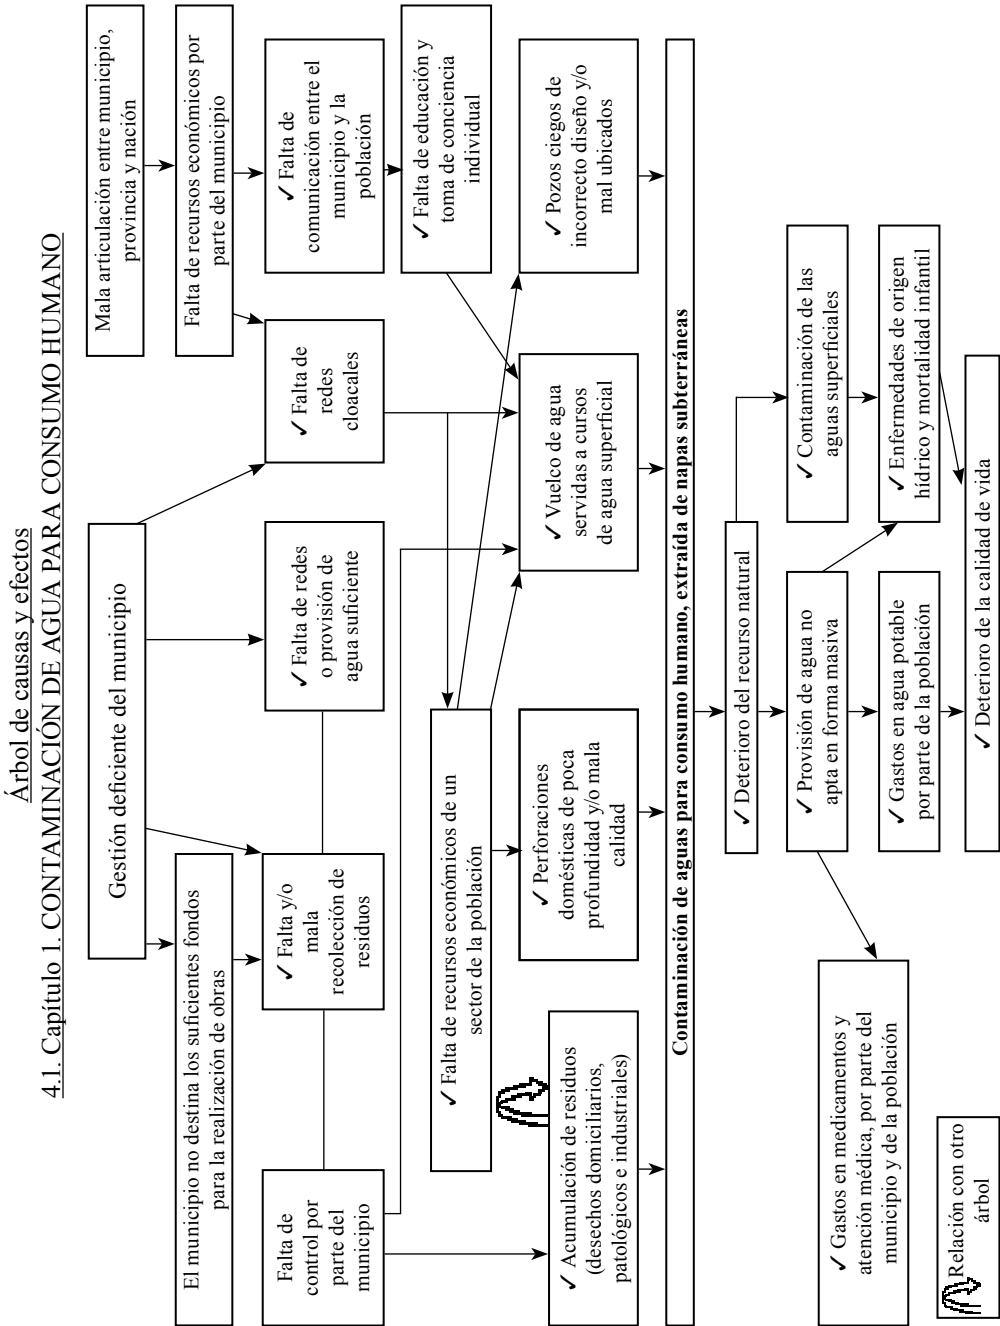 Árbol de causas y efectos
4.1. Capítulo 1. CONTAMINACIÓN DE AGUA PARA CONSUMO HUMANO
Gestión deficiente del municipio
Mala articulación entre municipio,
provincia y nación
El municipio no destina los suficientes fondos
para la realización de obras
Falta de recursos económicos por
parte del municipio
Falta de
control por
parte del
municipio
✓ Falta y/o
mala
recolección de
residuos
✓ Falta de redes
o provisión de
agua suficiente
✓ Falta de
redes
cloacales
✓ Falta de
comunicación entre el
municipio y la
población
✓ Falta de recursos económicos de un
sector de la población
✓ Falta de educación y
toma de conciencia
individual
✓ Acumulación de residuos
(desechos domiciliarios,
patológicos e industriales)
✓ Perforaciones
domésticas de poca
profundidad y/o mala
calidad
✓ Vuelco de agua
servidas a cursos
de agua superficial
✓ Pozos ciegos de
incorrecto diseño y/o
mal ubicados
Contaminación de aguas para consumo humano, extraída de napas subterráneas
✓ Deterioro del recurso natural
✓ Gastos en medicamentos y
atención médica, por parte del
municipio y de la población
✓ Provisión de agua no
apta en forma masiva
✓ Contaminación de las
aguas superficiales
✓ Gastos en agua potable
por parte de la población
✓ Enfermedades de origen
hídrico y mortalidad infantil
✓ Deterioro de la calidad de vida
Relación con otro
árbol